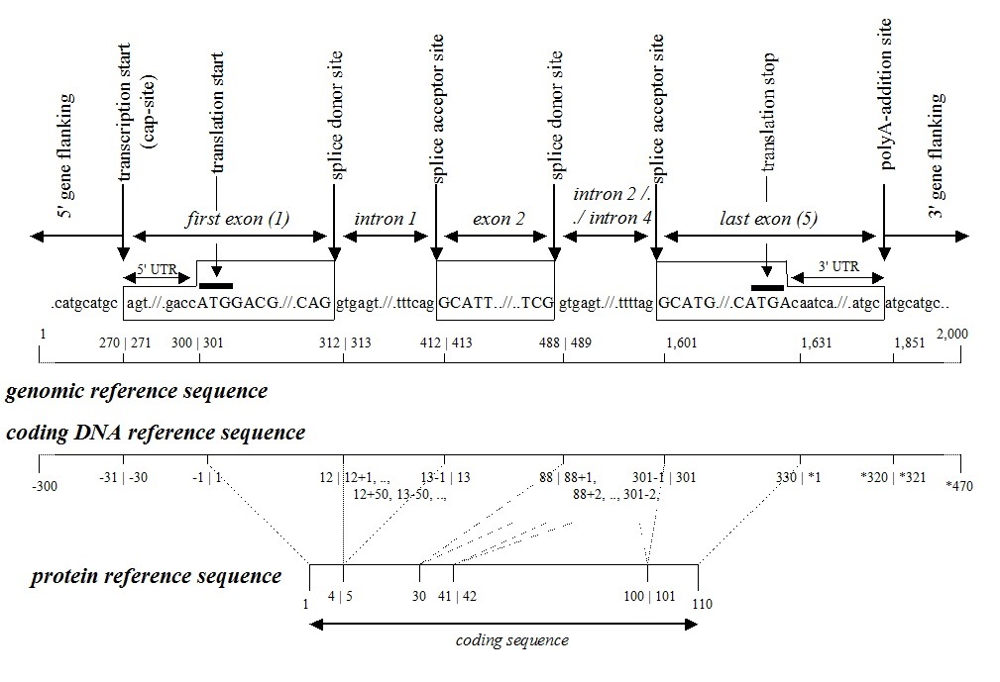 5' gene flanking
transcription start
(cap-site)
translation start
splice donor site
splice acceptor site
splice donor site
splice acceptor site
translation stop
polyA-addition site
3' gene flanking
first exon (1)
intron 1
exon 2
intron 2 /.
./ intron 4
last exon (5)
5' UTR
3' UTR
.catgcatgc agt.//.gaccATGGACG.//.CAG gtgagt.//.tttcag GCATT..//..TCG gtgagt.//.ttttag GCATG.//.CATGAcaatca.//.atgc atgcatgc..
1 270 | 271 300 | 301 312 | 313 412 | 413 488 | 489 1,601 1,631 1,851 2,000
genomic reference sequence
coding DNA reference sequence
-300 -31 | -30 -1 | 1 12 | 12+1, .., 13-1 | 13 88 | 88+1, 301-1 | 301 330 | *1 *320 | *321 *470
12+50, 13-50, .., 88+2, .., 301-2,
protein reference sequence
1 4 | 5 30 41 | 42 100 | 101 110
coding sequence